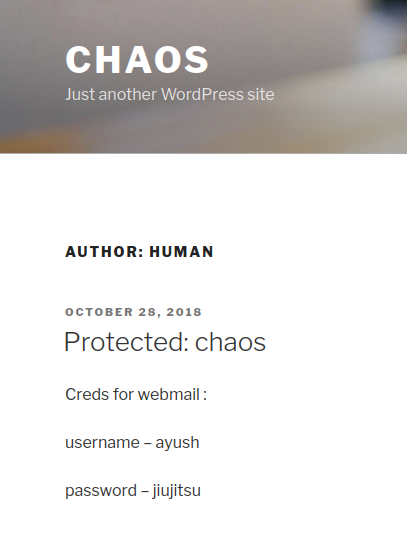 CHAOS
Just another WordPress site
AUTHOR: HUMAN
OCTOBER 28, 2018
Protected: chaos
Creds for webmail :
username – ayush
password – jiujitsu